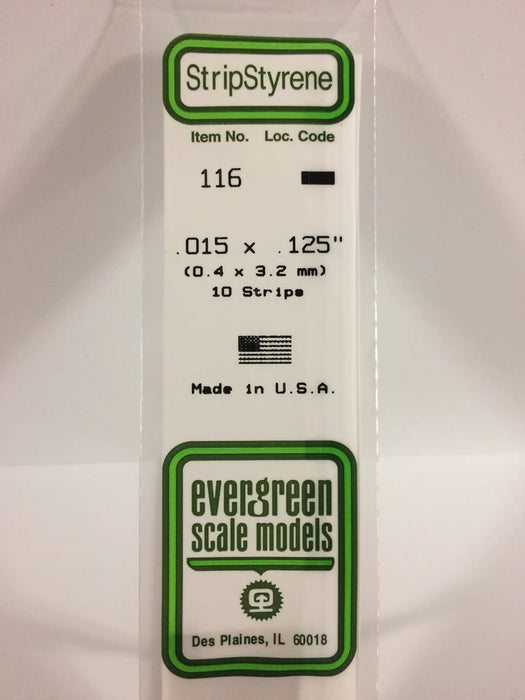 StripStyrene
Item No. Loc. Code
116
.015 x .125"
(0.4 x 3.2 mm)
10 Strips
Made in U.S.A.
evergreen
scale models
Des Plaines, IL 60018